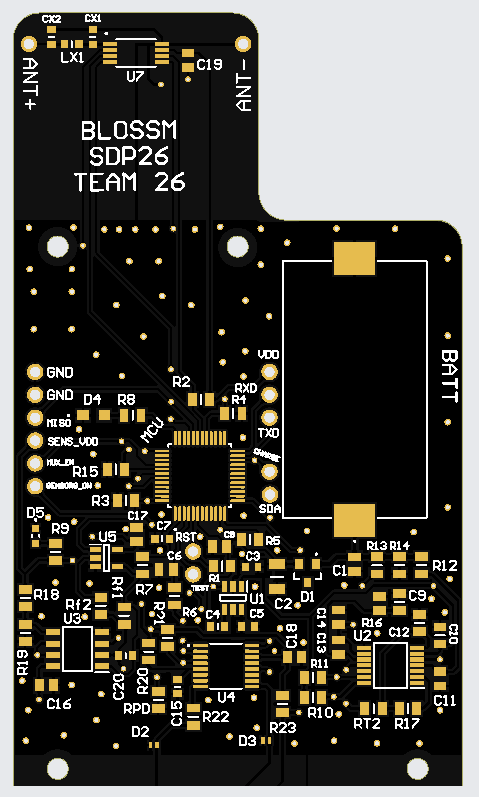 CX2 CX1
LX1
U7
C19
ANT+
ANT-
BLOSSM
SDP26
TEAM 26
VDD
RXD
TXD
SDA
BATT
GND
GND
MISO
SENS_VDD
MUX_EN
SENSORS_ON
R2
D4 R8 R4
MCU
R15
R3
D5
R9
C17
U5
C7 RST
C8 R5
C6
R1 C3
TEST
R7
R41
R18
Rf2
U3
R19
R21
R6
U1
C4 C5
C2
D1
C1
R13 R14
R12
C9
R16
C12
U2
C10
C14
C13
C18
R11
R10
C11
C16
C20
R20
U4
RPD
C15
R22
R23
RT2 R17
D2
D3